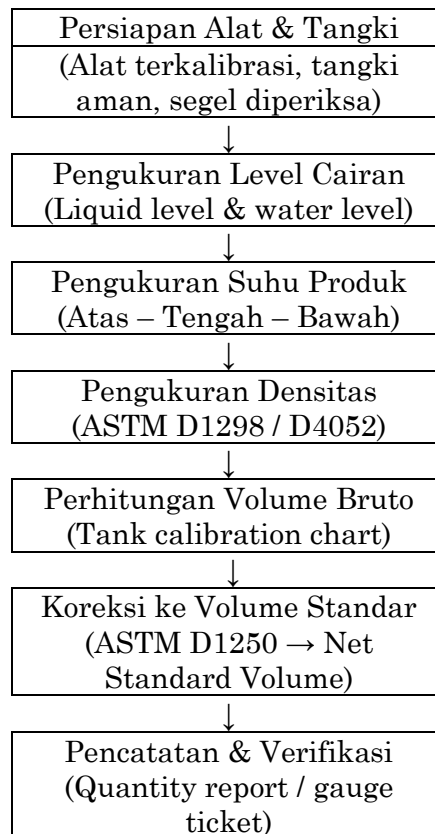 Persiapan Alat & Tangki
(Alat terkalibrasi, tangki
aman, segel diperiksa)
↓
Pengukuran Level Cairan
(Liquid level & water level)
↓
Pengukuran Suhu Produk
(Atas – Tengah – Bawah)
↓
Pengukuran Densitas
(ASTM D1298 / D4052)
↓
Perhitungan Volume Bruto
(Tank calibration chart)
↓
Koreksi ke Volume Standar
(ASTM D1250 → Net
Standard Volume)
↓
Pencatatan & Verifikasi
(Quantity report / gauge
ticket)